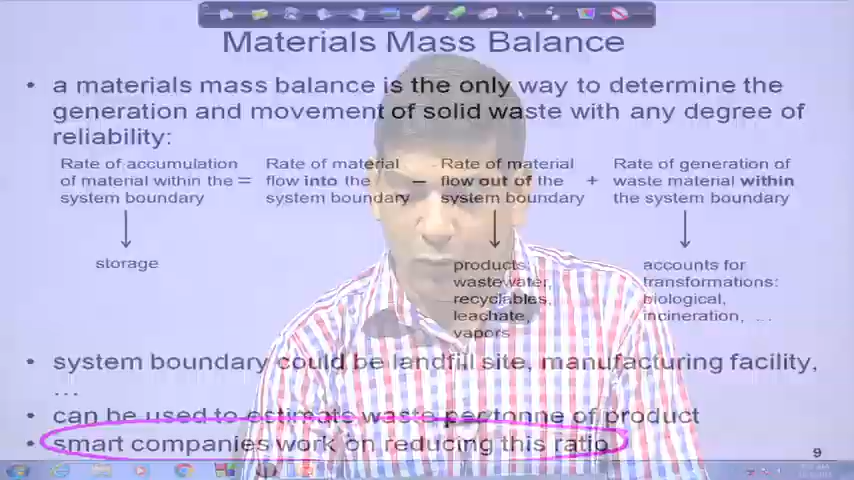 Materials Mass Balance
• a materials mass balance is the only way to determine the
generation and movement of solid waste with any degree of
reliability:
Rate of accumulation
of material within the
system boundary
=
Rate of material
flow into the
system boundary
−
Rate of material
flow out of the
system boundary
+
Rate of generation of
waste material within
the system boundary
storage
products,
wastewater,
recyclables,
leachate,
vapors
accounts for
transformations:
biological,
incineration, ...
• system boundary could be landfill site, manufacturing facility,
...
• can be used to estimate waste per tonne of product
• smart companies work on reducing this ratio
9